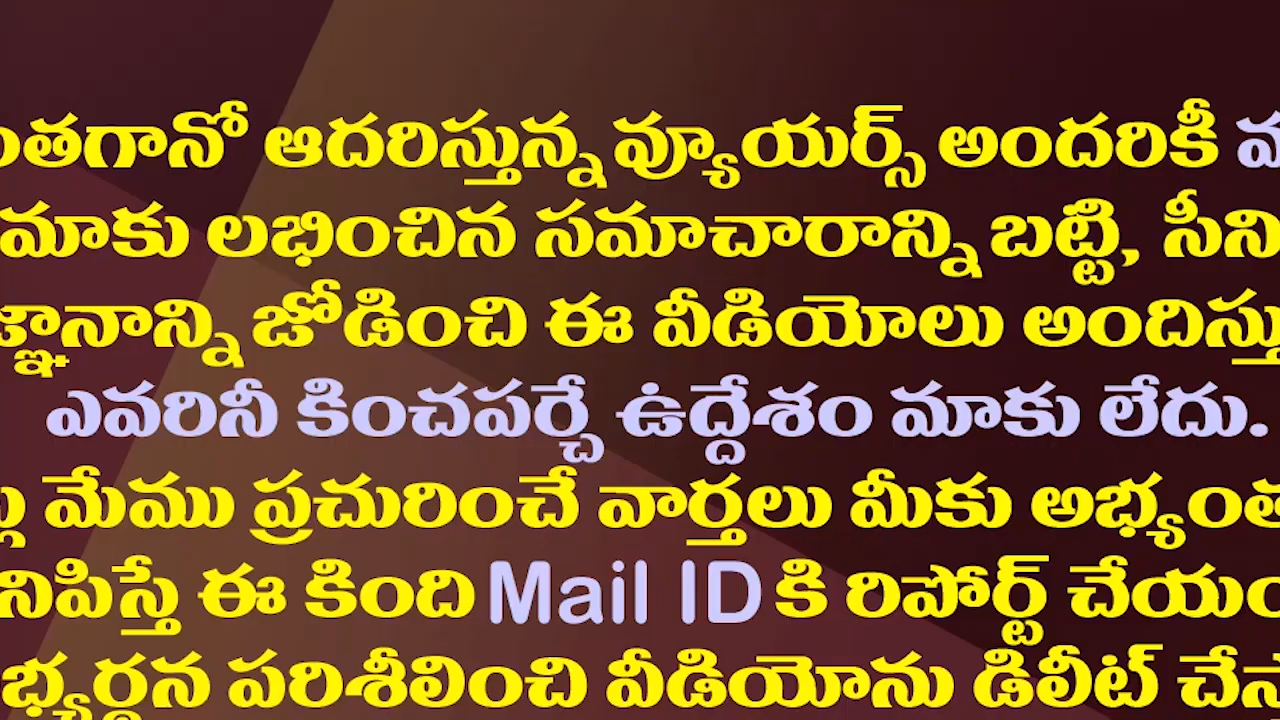 ఆదరిస్తున్న వ్యూయర్స్ అందరికీ
మాకు లభించిన సమాచారాన్ని బట్టి,
జోడించి ఈ వీడియోలు
ఎవరినీ కించపర్చే ఉద్దేశం మాకు లేదు.
మేము ప్రచురించే వార్తలు మీకు
ఈ కింది Mail ID కి రిపోర్ట్
పరిశీలించి వీడియోను డిలీట్